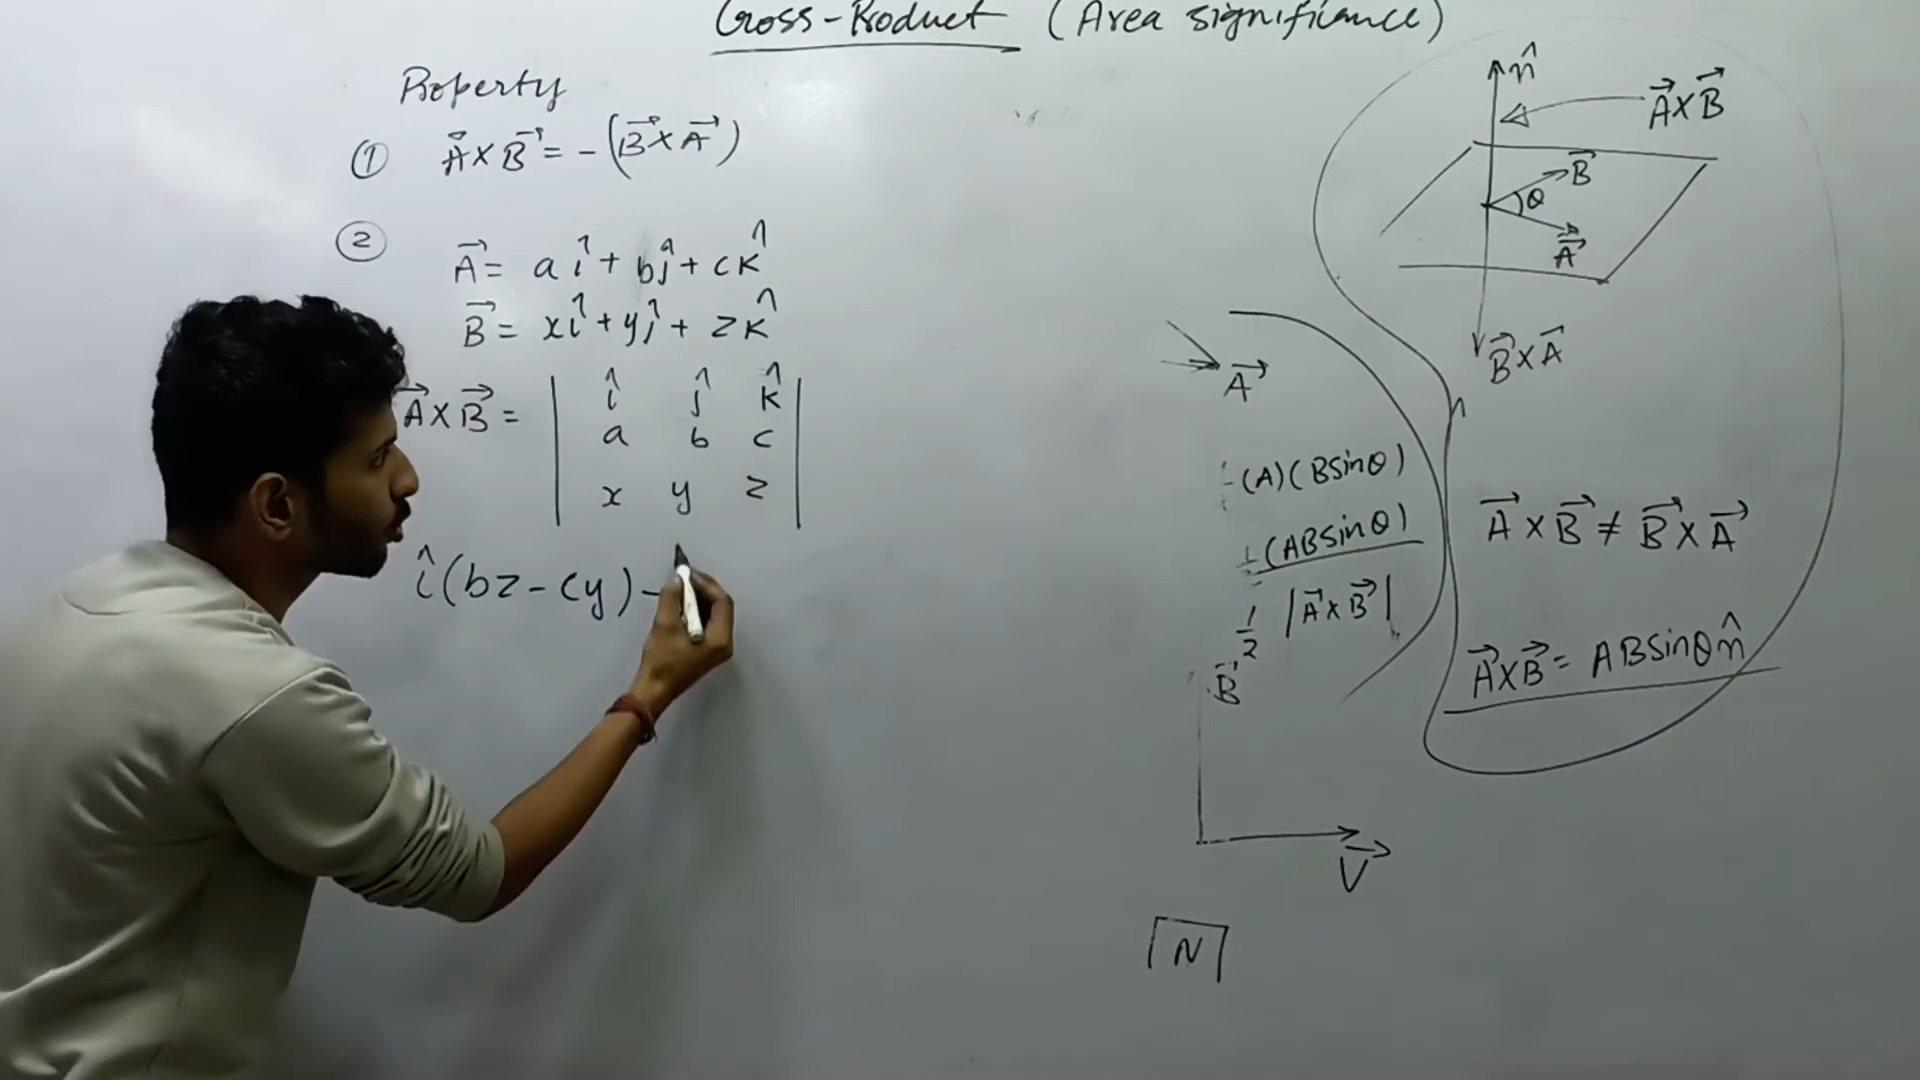 Cross-Product (Area significance)
Property
① A⃗×B⃗ = -(B⃗×A⃗)
②
A⃗ = aî + bĵ + ck̂
B⃗ = xî + yĵ + zk̂
A⃗×B⃗ = | î ĵ k̂ |
a b c
x y z
î(bz - cy) -
A⃗
(A)(B sinθ)
(AB sinθ)
1/2 |A⃗×B⃗|
B⃗
V⃗
N
n̂
A⃗×B⃗
B⃗
θ
A⃗
B⃗×A⃗
A⃗×B⃗ ≠ B⃗×A⃗
A⃗×B⃗ = AB sinθ n̂